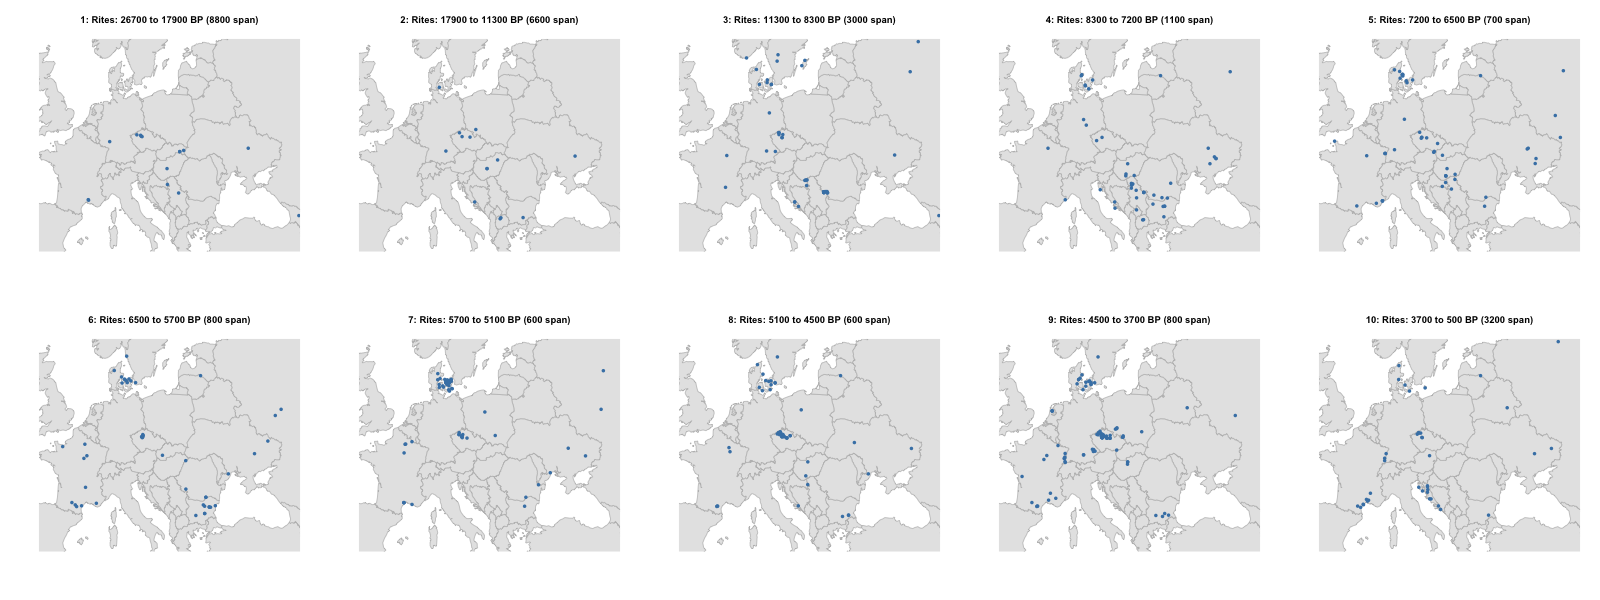 1: Rites: 26700 to 17900 BP (8800 span)
2: Rites: 17900 to 11300 BP (6600 span)
3: Rites: 11300 to 8300 BP (3000 span)
4: Rites: 8300 to 7200 BP (1100 span)
5: Rites: 7200 to 6500 BP (700 span)
6: Rites: 6500 to 5700 BP (800 span)
7: Rites: 5700 to 5100 BP (600 span)
8: Rites: 5100 to 4500 BP (600 span)
9: Rites: 4500 to 3700 BP (800 span)
10: Rites: 3700 to 500 BP (3200 span)